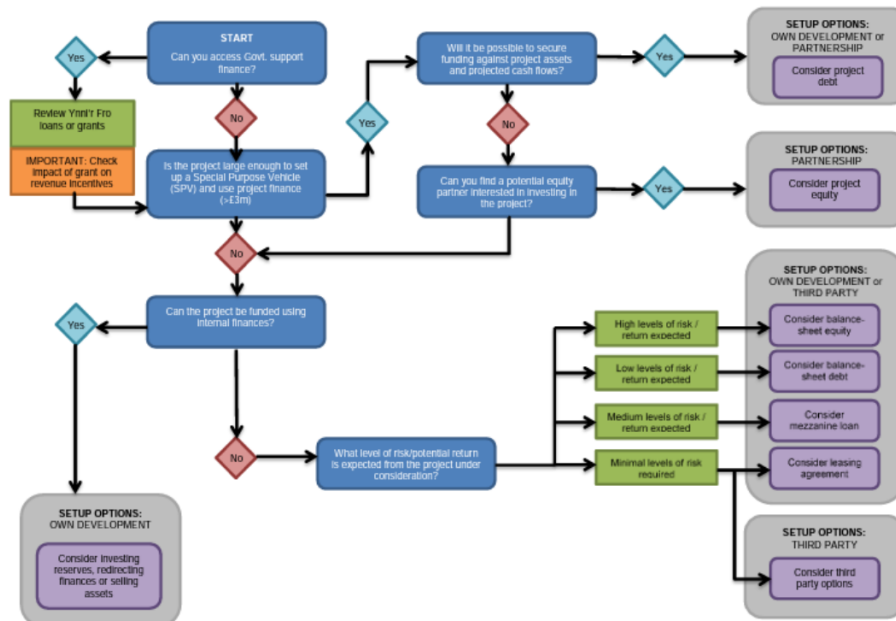 START
Can you access Govt. support
finance?
Yes
No
Review Ynni'r Fro
loans or grants
IMPORTANT: Check
impact of grant on
revenue incentives
Is the project large enough to set
up a Special Purpose Vehicle
(SPV) and use project finance
(>£3m)
Yes
No
Will it be possible to secure
funding against project assets
and projected cash flows?
Yes
No
SETUP OPTIONS:
OWN DEVELOPMENT or
PARTNERSHIP
Consider project
debt
Can you find a potential equity
partner interested in investing in
the project?
Yes
SETUP OPTIONS:
PARTNERSHIP
Consider project
equity
Can the project be funded using
internal finances?
Yes
No
SETUP OPTIONS:
OWN DEVELOPMENT
Consider investing
reserves, redirecting
finances or selling
assets
What level of risk/potential return
is expected from the project under
consideration?
High levels of risk /
return expected
Low levels of risk /
return expected
Medium levels of risk /
return expected
Minimal levels of risk
required
SETUP OPTIONS:
OWN DEVELOPMENT or
THIRD PARTY
Consider balance-
sheet equity
Consider balance-
sheet debt
Consider
mezzanine loan
Consider leasing
agreement
SETUP OPTIONS:
THIRD PARTY
Consider third
party options